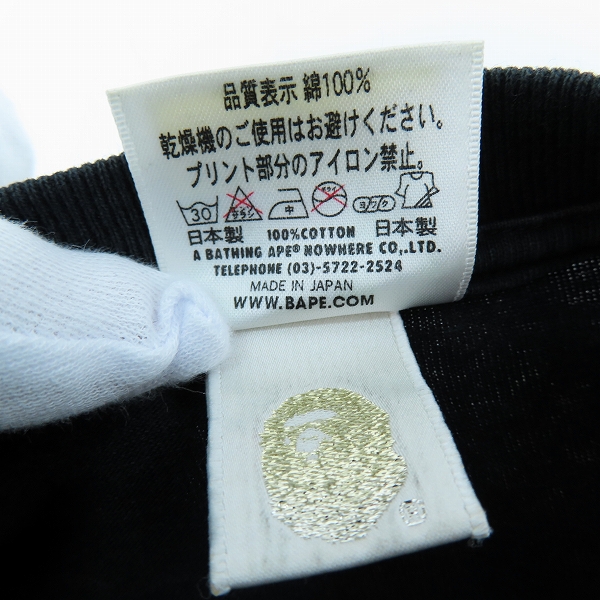 品質表示 綿100%
乾燥機のご使用はお避けください。
プリント部分のアイロン禁止。
30 中 ヨワク
日本製 100%COTTON 日本製
A BATHING APE® NOWHERE CO,.LTD.
TELEPHONE (03)-5722-2524
MADE IN JAPAN
WWW.BAPE.COM